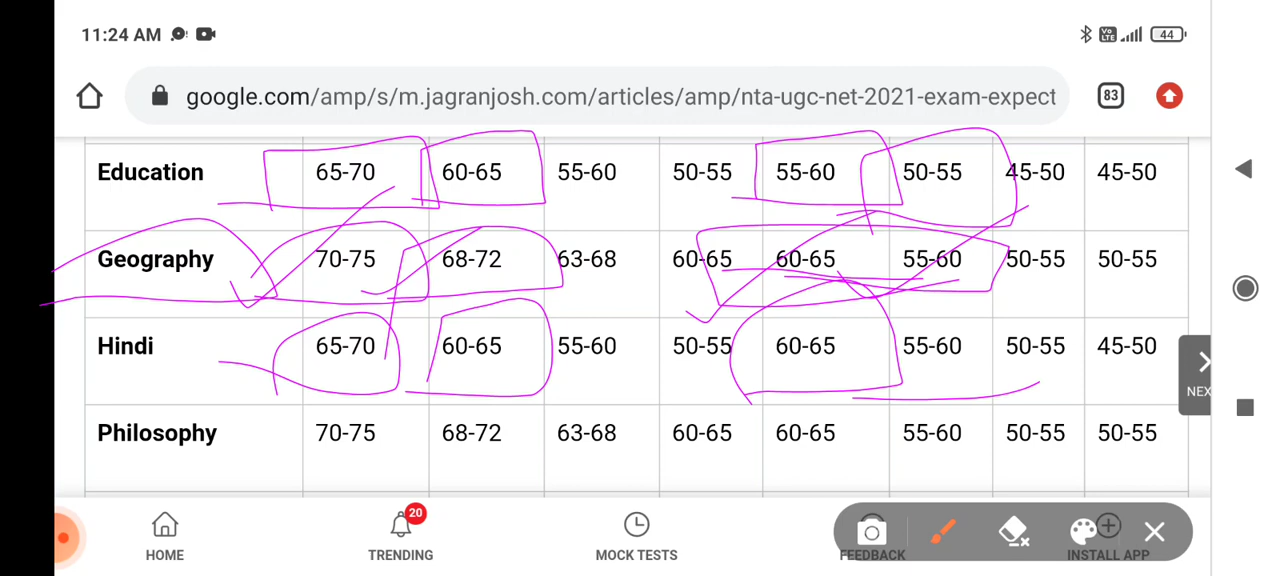 11:24 AM
Vo LTE 44
google.com/amp/s/m.jagranjosh.com/articles/amp/nta-ugc-net-2021-exam-expect 83
Education 65-70 60-65 55-60 50-55 55-60 50-55 45-50 45-50
Geography 70-75 68-72 63-68 60-65 60-65 55-60 50-55 50-55
Hindi 65-70 60-65 55-60 50-55 60-65 55-60 50-55 45-50
NEX
Philosophy 70-75 68-72 63-68 60-65 60-65 55-60 50-55 50-55
20
HOME TRENDING MOCK TESTS FEEDBACK INSTALL APP